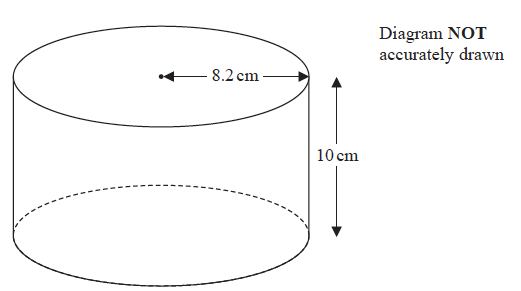 Diagram NOT
accurately drawn
8.2 cm
10 cm